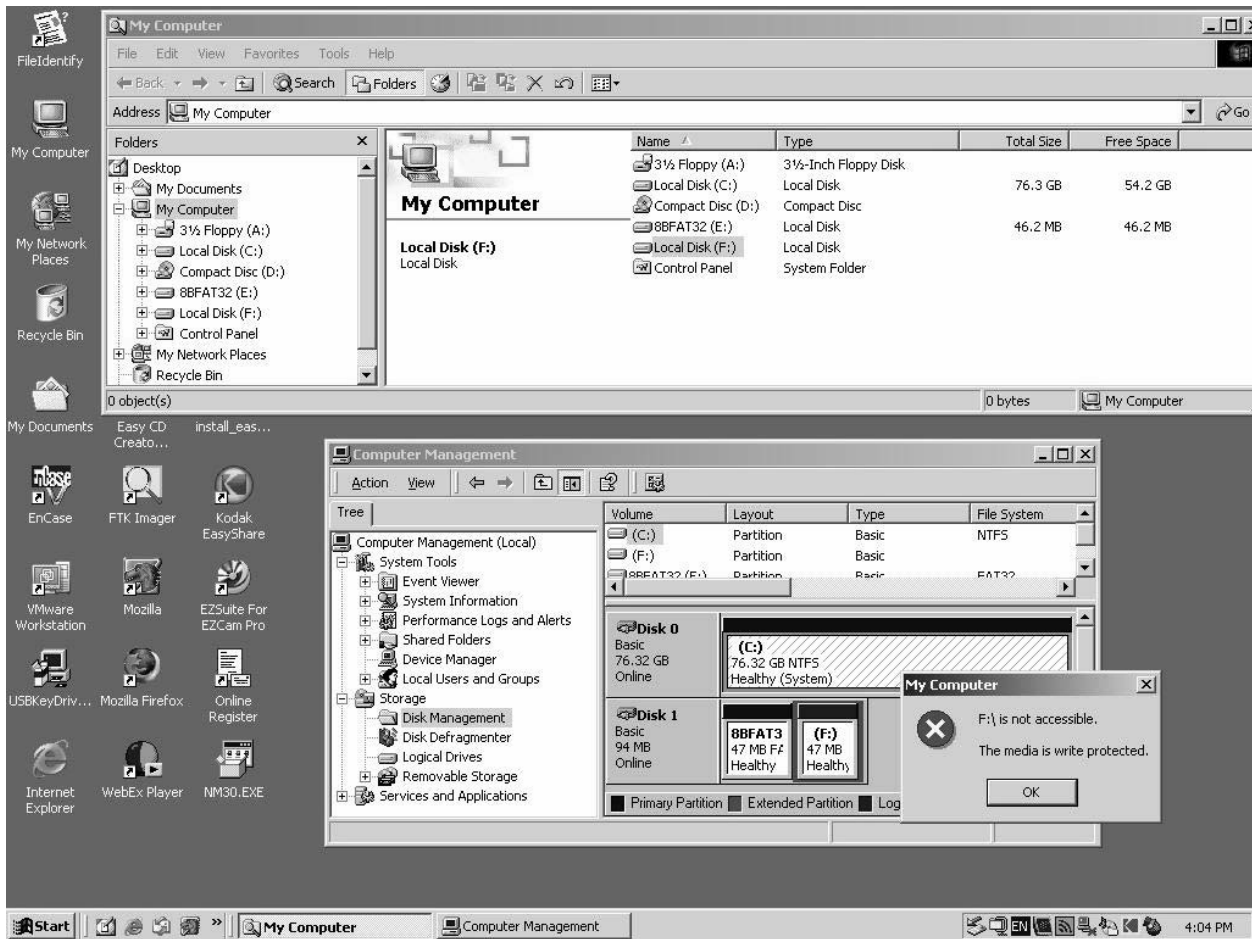 FileIdentify
My Computer
My Network
Places
Recycle Bin
My Documents
Easy CD
Creato...
install_eas...
EnCase
FTK Imager
Kodak
EasyShare
VMware
Workstation
Mozilla
EZSuite For
EZCam Pro
USBKeyDriv...
Mozilla Firefox
Online
Register
Internet
Explorer
WebEx Player
NM30.EXE
My Computer
File Edit View Favorites Tools Help
Back Search Folders
Address My Computer Go
Folders
Desktop
My Documents
My Computer
3½ Floppy (A:)
Local Disk (C:)
Compact Disc (D:)
8BFAT32 (E:)
Local Disk (F:)
Control Panel
My Network Places
Recycle Bin
My Computer
Local Disk (F:)
Local Disk
Name Type Total Size Free Space
3½ Floppy (A:) 3½-Inch Floppy Disk
Local Disk (C:) Local Disk 76.3 GB 54.2 GB
Compact Disc (D:) Compact Disc
8BFAT32 (E:) Local Disk 46.2 MB 46.2 MB
Local Disk (F:) Local Disk
Control Panel System Folder
0 object(s) 0 bytes My Computer
Computer Management
Action View
Tree
Computer Management (Local)
System Tools
Event Viewer
System Information
Performance Logs and Alerts
Shared Folders
Device Manager
Local Users and Groups
Storage
Disk Management
Disk Defragmenter
Logical Drives
Removable Storage
Services and Applications
Volume Layout Type File System
(C:) Partition Basic NTFS
(F:) Partition Basic
8BFAT32 (E:) Partition Basic FAT32
Disk 0
Basic
76.32 GB
Online
(C:)
76.32 GB NTFS
Healthy (System)
Disk 1
Basic
94 MB
Online
8BFAT3
47 MB FA
Healthy
(F:)
47 MB
Healthy
Primary Partition Extended Partition Log
My Computer
F:\ is not accessible.
The media is write protected.
OK
Start My Computer Computer Management EN 4:04 PM